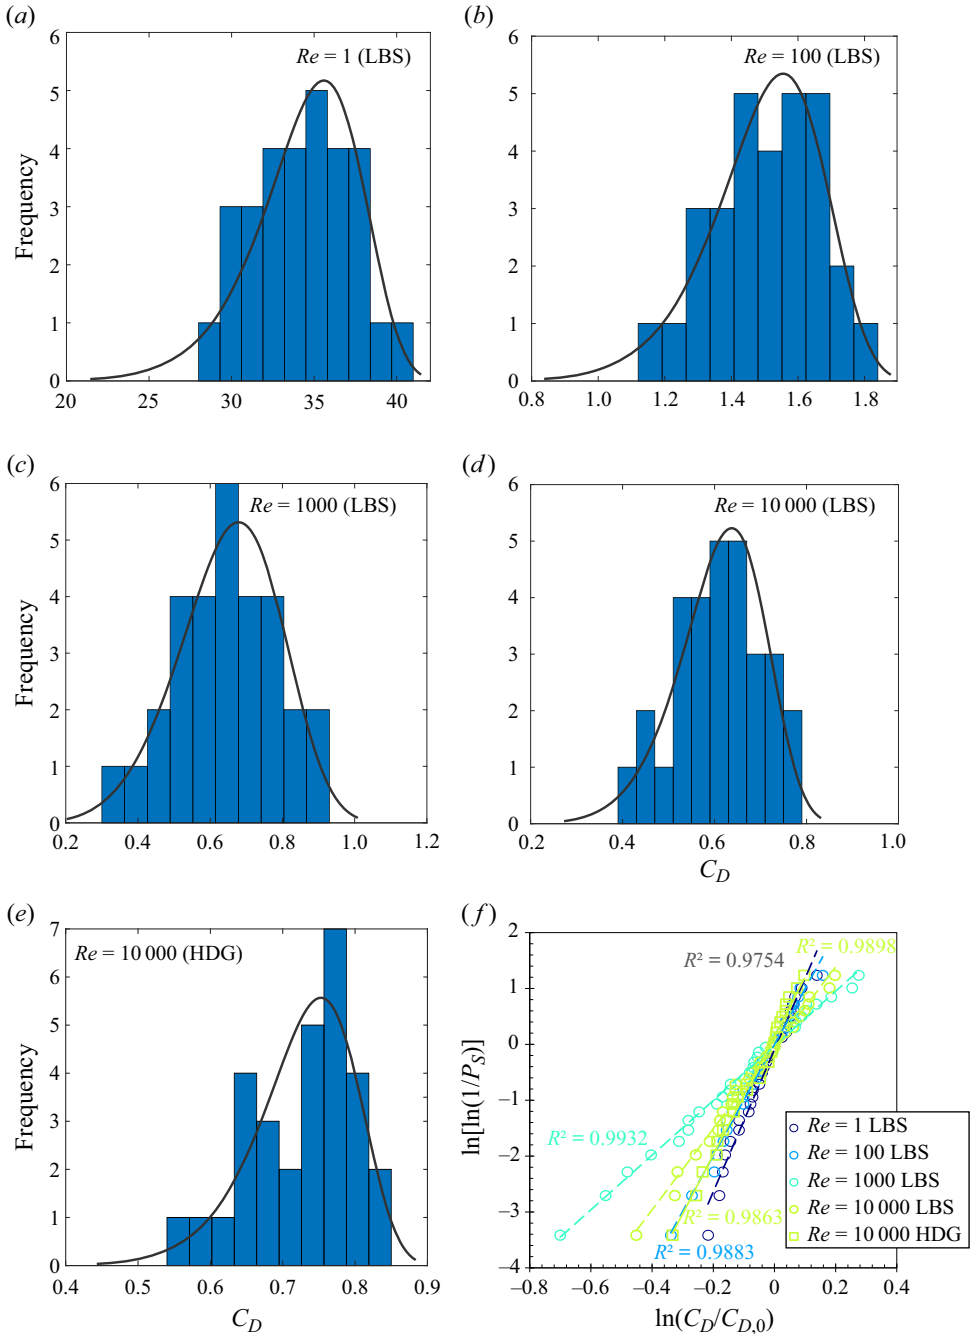 (a)
Re = 1 (LBS)
Frequency
6
5
4
3
2
1
0
20
25
30
35
40
(b)
Re = 100 (LBS)
6
5
4
3
2
1
0
0.8
1.0
1.2
1.4
1.6
1.8
(c)
Re = 1000 (LBS)
Frequency
6
5
4
3
2
1
0
0.2
0.4
0.6
0.8
1.0
1.2
(d)
Re = 10 000 (LBS)
6
5
4
3
2
1
0
0.2
0.4
0.6
0.8
1.0
C_D
(e)
Re = 10 000 (HDG)
Frequency
7
6
5
4
3
2
1
0
0.4
0.5
0.6
0.7
0.8
0.9
C_D
(f)
ln[ln(1/P_S)]
2
1
0
−1
−2
−3
−4
R² = 0.9898
R² = 0.9754
R² = 0.9932
R² = 0.9863
R² = 0.9883
Re = 1 LBS
Re = 100 LBS
Re = 1000 LBS
Re = 10 000 LBS
Re = 10 000 HDG
−0.8
−0.6
−0.4
−0.2
0
0.2
0.4
ln(C_D/C_{D,0})